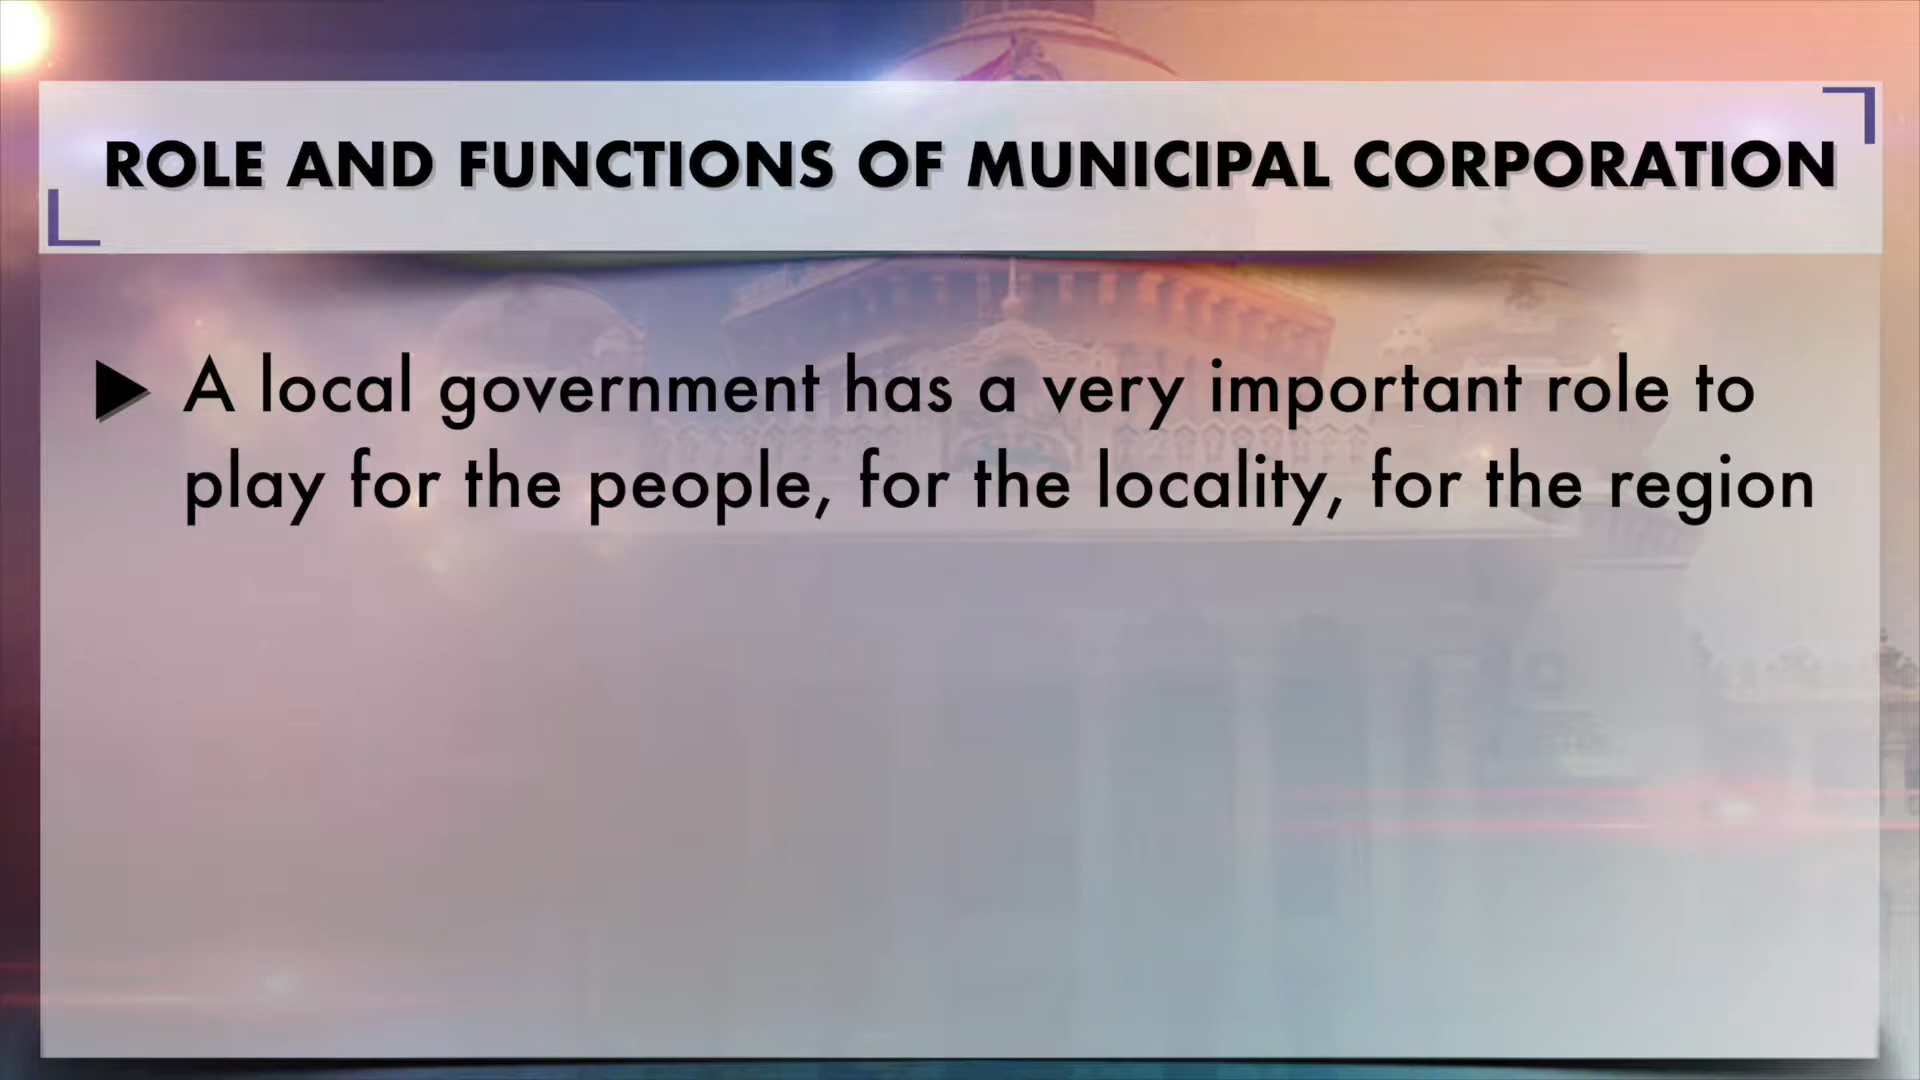 ROLE AND FUNCTIONS OF MUNICIPAL CORPORATION
A local government has a very important role to
play for the people, for the locality, for the region